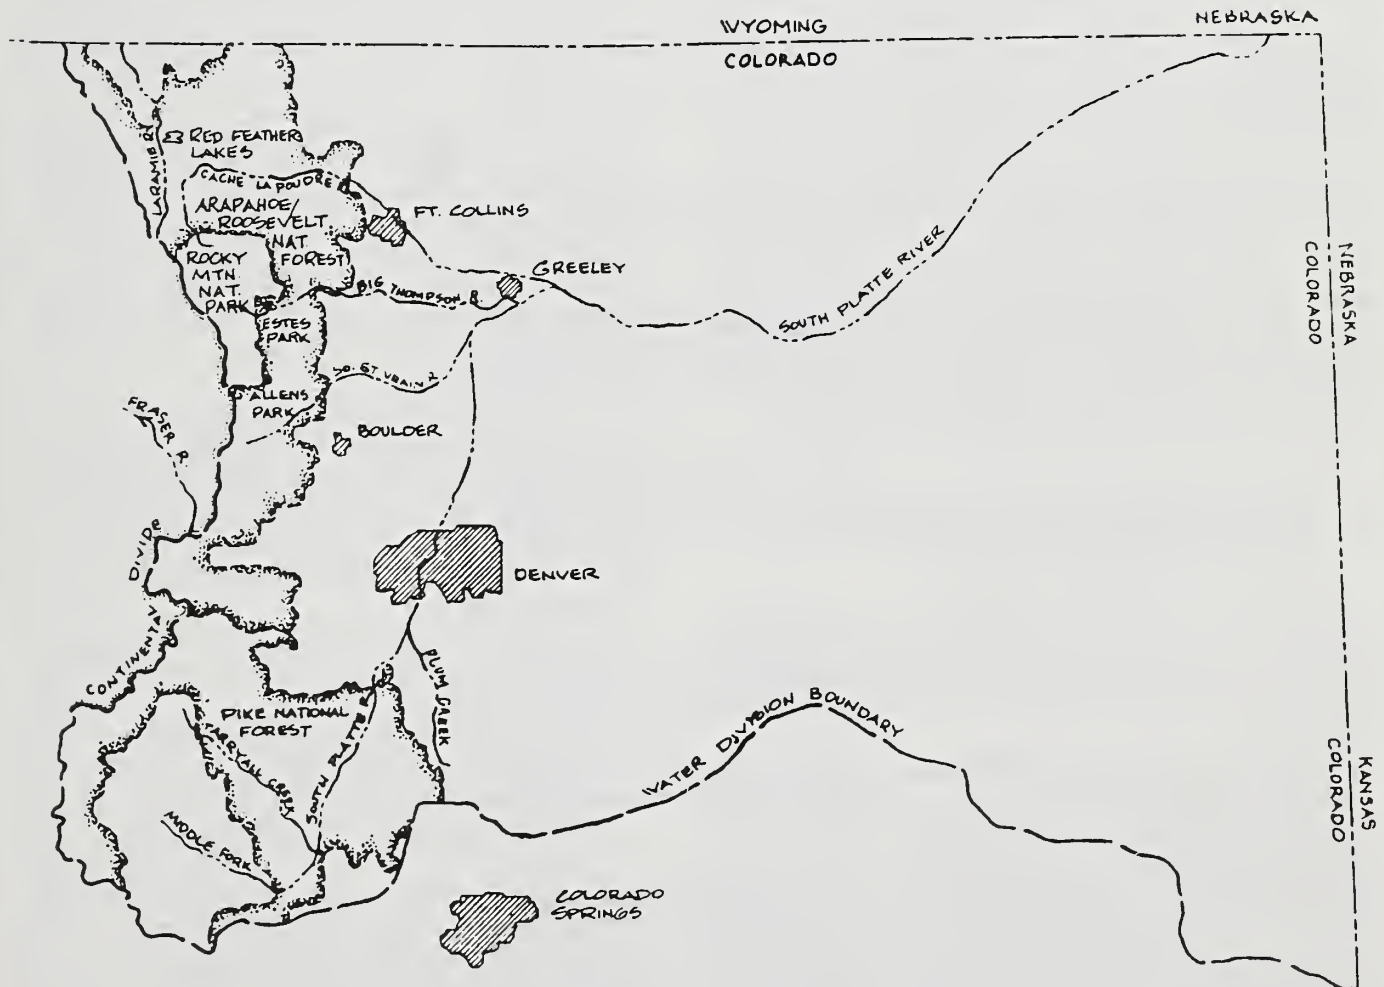 WYOMING
NEBRASKA
COLORADO
LARAMIE R.
RED FEATHER
LAKES
CACHE LA POUDRE
ARAPAHOE/
ROOSEVELT
NAT.
FOREST
FT. COLLINS
ROCKY
MTN.
NAT.
PARK
GREELEY
BIG THOMPSON R.
ESTES
PARK
SOUTH PLATTE RIVER
NEBRASKA
COLORADO
SO. ST. VRAIN R.
ALLENS
PARK
FRASER R.
BOULDER
DIVIDE
DENVER
CONTINENTAL
PLUM CREEK
PIKE NATIONAL
FOREST
SOUTH PLATTE R.
TARRYALL CREEK
MIDDLE FORK
WATER DIVISION BOUNDARY
KANSAS
COLORADO
COLORADO
SPRINGS